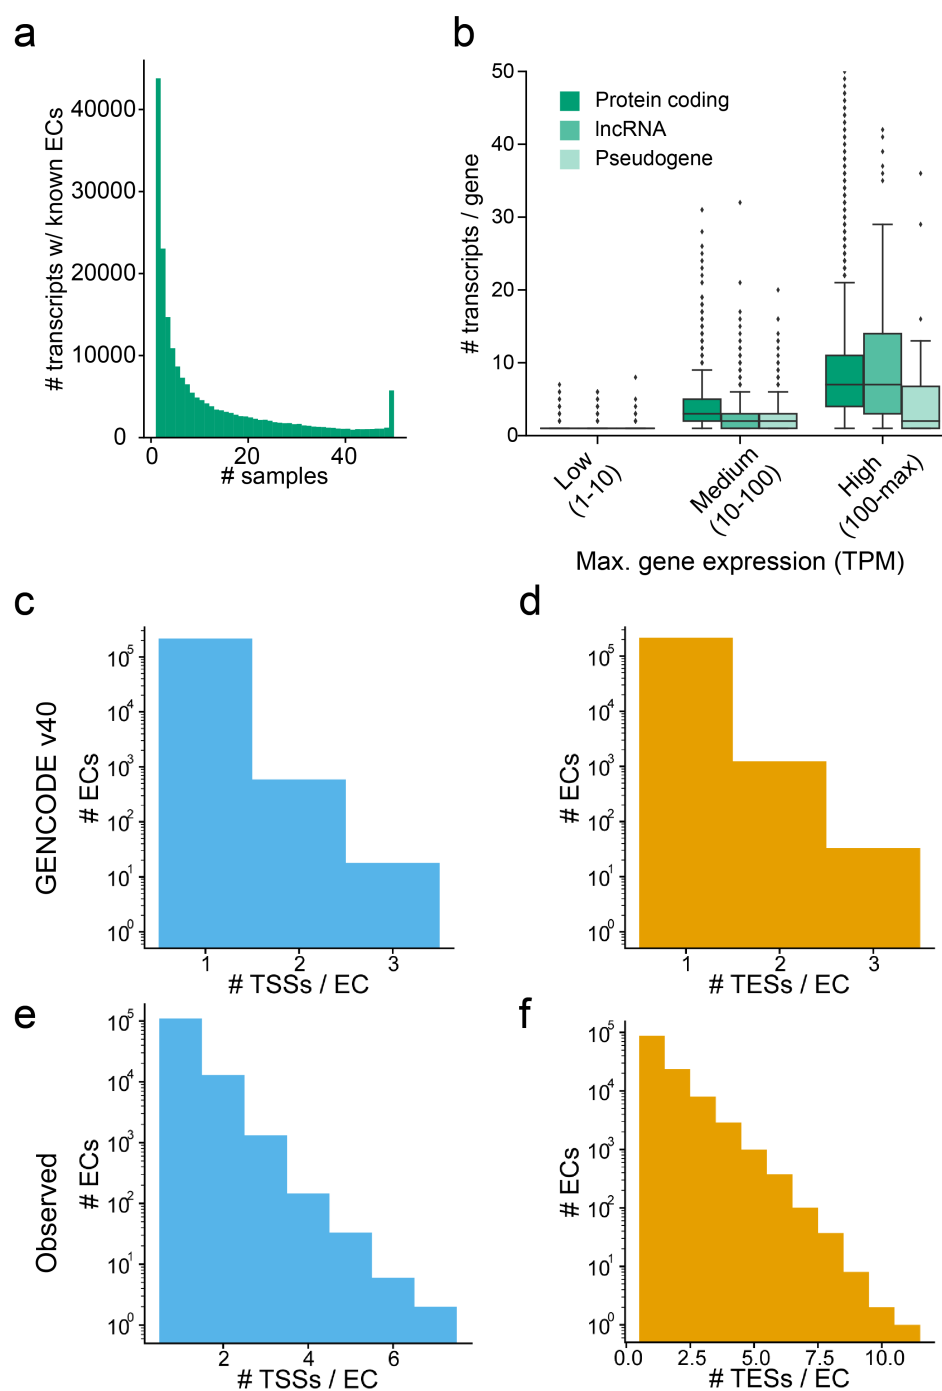 a
# transcripts w/ known ECs
40000
30000
20000
10000
0
0
20
40
# samples
b
# transcripts / gene
50
40
30
20
10
0
Protein coding
lncRNA
Pseudogene
Low
(1-10)
Medium
(10-100)
High
(100-max)
Max. gene expression (TPM)
c
GENCODE v40
# ECs
10^5
10^4
10^3
10^2
10^1
10^0
1
2
3
# TSSs / EC
d
# ECs
10^5
10^4
10^3
10^2
10^1
10^0
1
2
3
# TESs / EC
e
Observed
# ECs
10^5
10^4
10^3
10^2
10^1
10^0
2
4
6
# TSSs / EC
f
# ECs
10^5
10^4
10^3
10^2
10^1
10^0
0.0
2.5
5.0
7.5
10.0
# TESs / EC